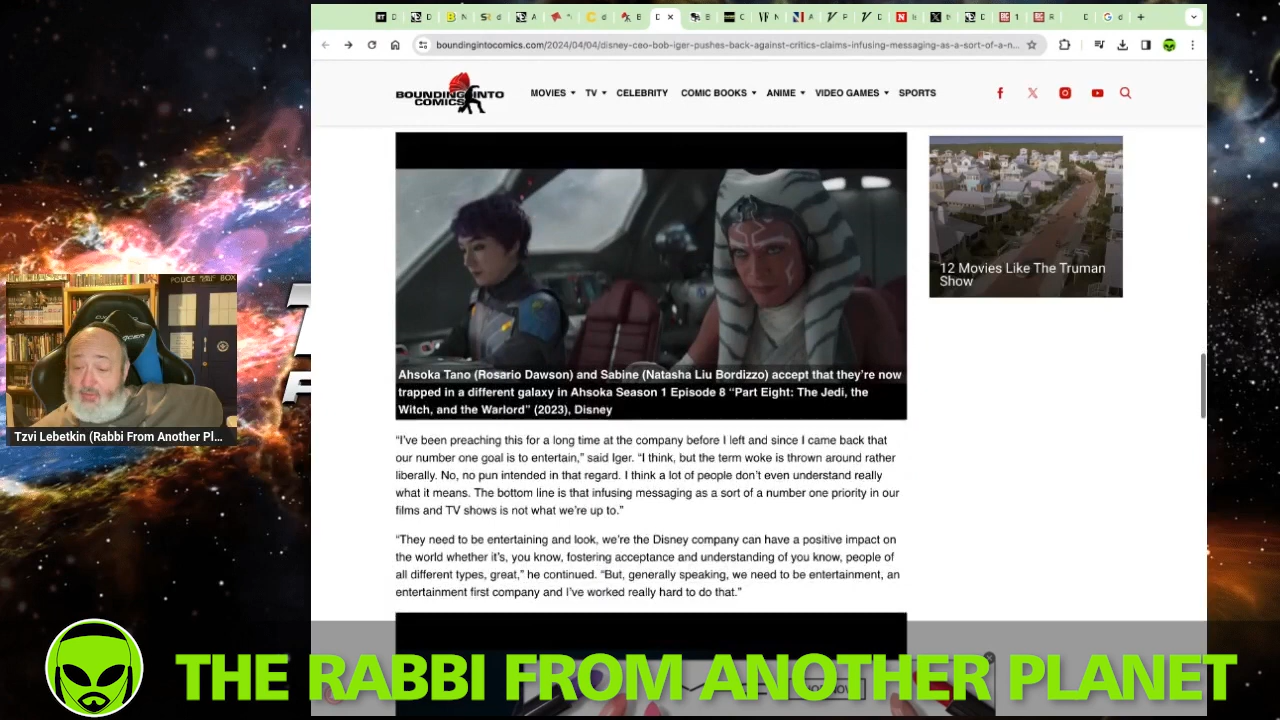 boundingintocomics.com/2024/04/04/disney-ceo-bob-iger-pushes-back-against-critics-claims-infusing-messaging-as-a-sort-of-a-n...
BOUNDING INTO
COMICS
MOVIES TV CELEBRITY COMIC BOOKS ANIME VIDEO GAMES SPORTS
12 Movies Like The Truman
Show
POLICE BOX
Ahsoka Tano (Rosario Dawson) and Sabine (Natasha Liu Bordizzo) accept that they’re now
trapped in a different galaxy in Ahsoka Season 1 Episode 8 “Part Eight: The Jedi, the
Witch, and the Warlord” (2023), Disney
Tzvi Lebetkin (Rabbi From Another Pl...
“I’ve been preaching this for a long time at the company before I left and since I came back that
our number one goal is to entertain,” said Iger. “I think, but the term woke is thrown around rather
liberally. No, no pun intended in that regard. I think a lot of people don’t even understand really
what it means. The bottom line is that infusing messaging as a sort of a number one priority in our
films and TV shows is not what we’re up to.”
“They need to be entertaining and look, we’re the Disney company can have a positive impact on
the world whether it’s, you know, fostering acceptance and understanding of you know, people of
all different types, great,” he continued. “But, generally speaking, we need to be entertainment, an
entertainment first company and I’ve worked really hard to do that.”
THE RABBI FROM ANOTHER PLANET